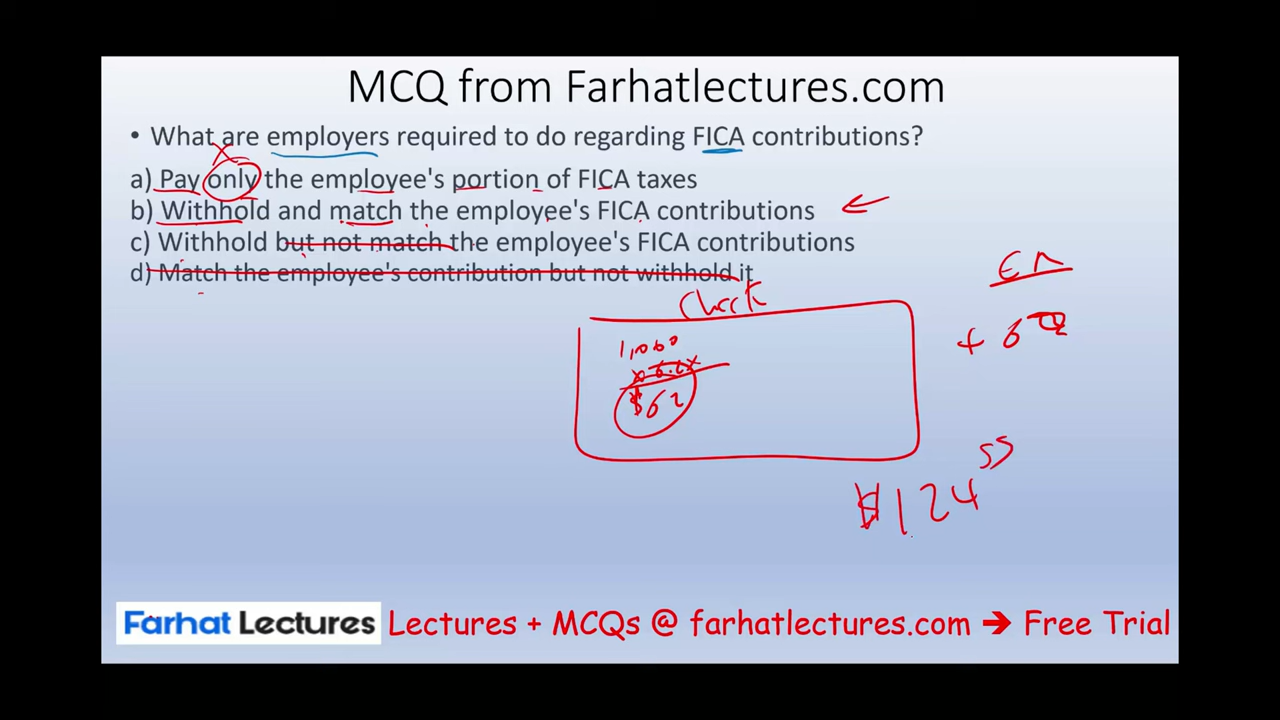 MCQ from Farhatlectures.com
• What are employers required to do regarding FICA contributions?
a) Pay only the employee's portion of FICA taxes
b) Withhold and match the employee's FICA contributions
c) Withhold but not match the employee's FICA contributions
d) Match the employee's contribution but not withhold it
Check
1,000
$62
$124
SS
Farhat Lectures Lectures + MCQs @ farhatlectures.com ➔ Free Trial